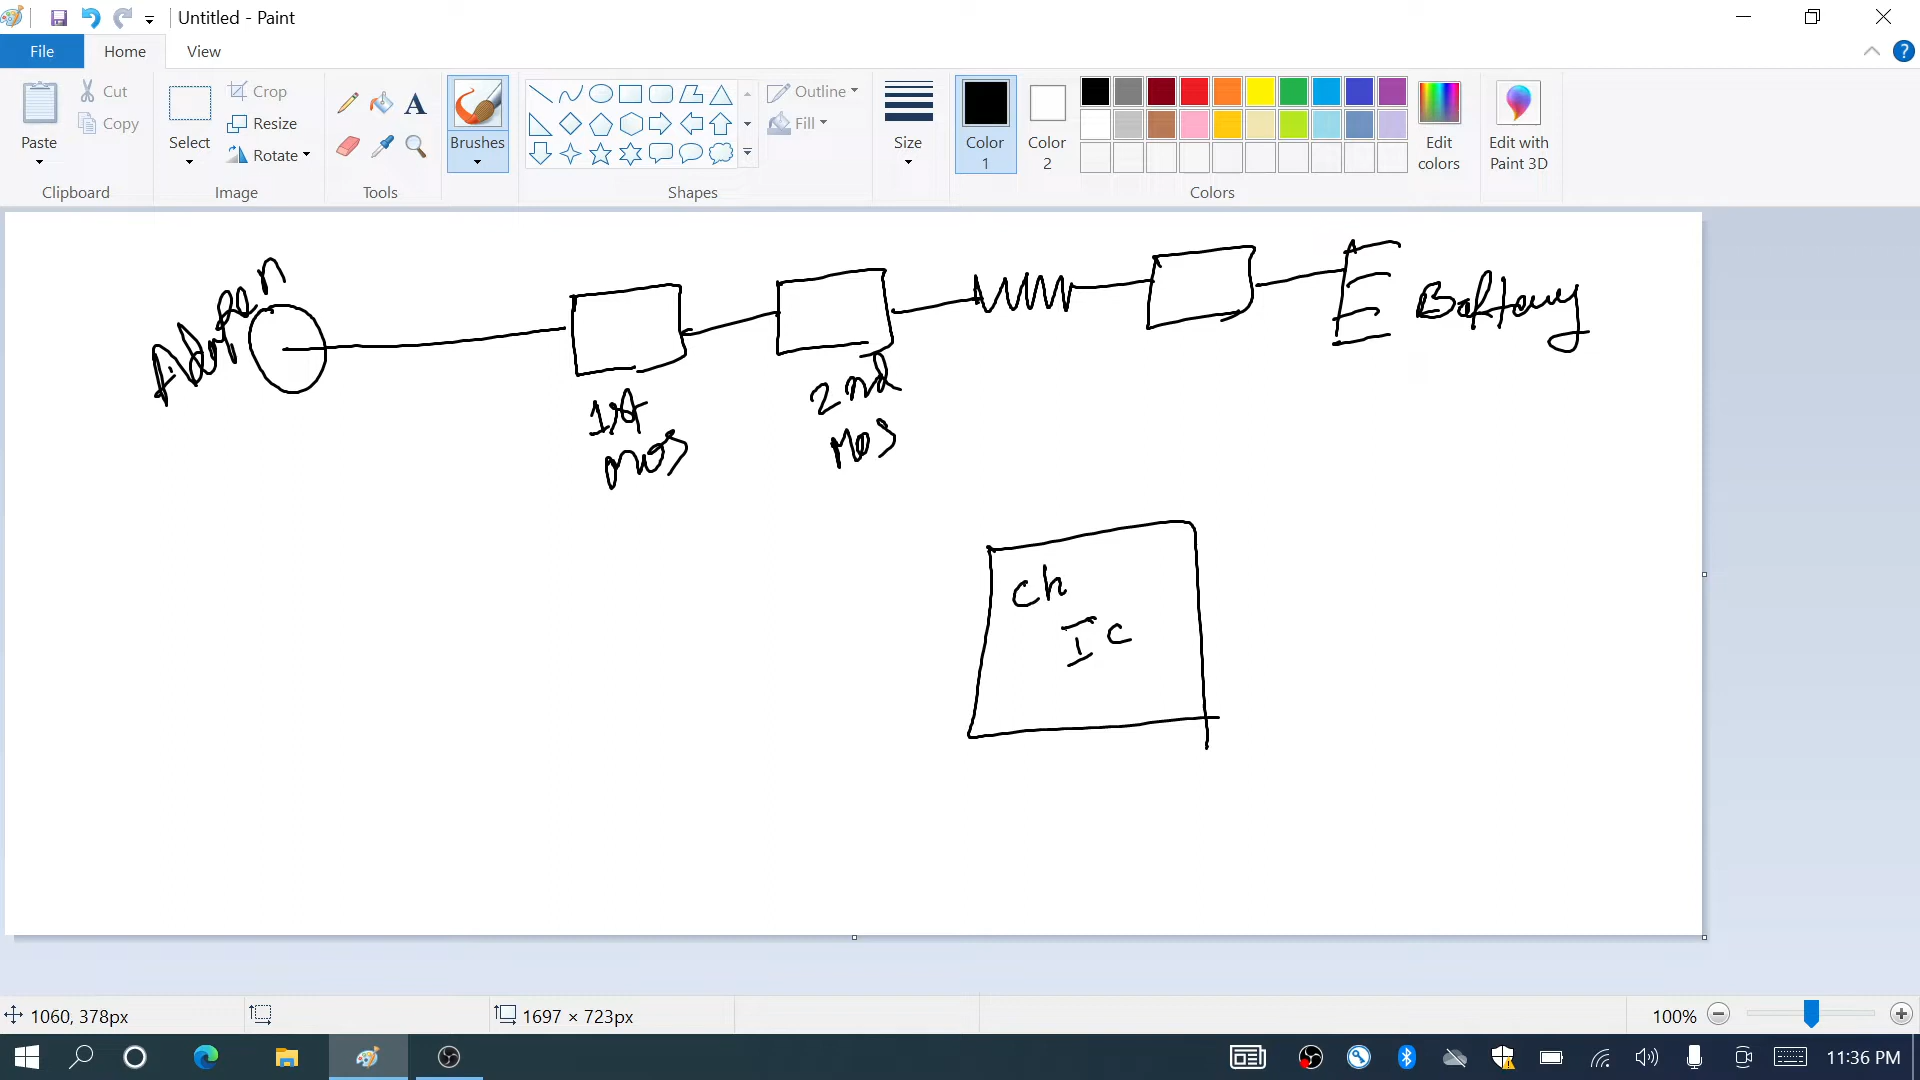 Untitled - Paint
File
Home
View
Paste
Cut
Copy
Clipboard
Select
Crop
Resize
Rotate
Image
Tools
Brushes
Shapes
Outline
Fill
Size
Color 1
Color 2
Edit colors
Edit with Paint 3D
Colors
Adapter
1st
mos
2nd
mos
Battery
Ch
IC
1060, 378px
1697 × 723px
100%
11:36 PM